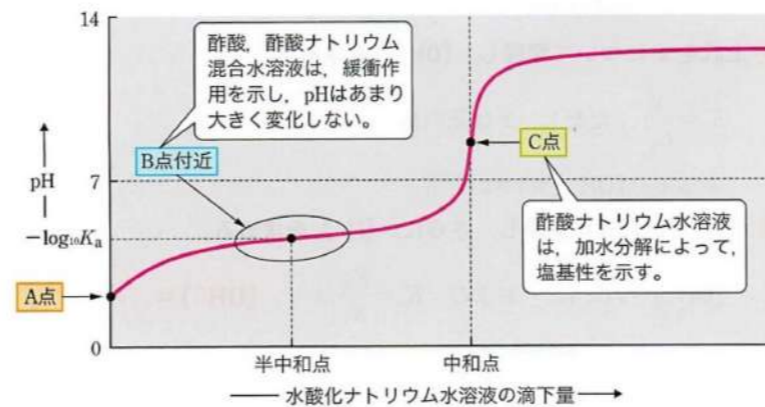 14
酢酸，酢酸ナトリウム
混合水溶液は，緩衝作
用を示し，pHはあまり
大きく変化しない。
B点付近
C点
pH
7
−log₁₀Ka
酢酸ナトリウム水溶液
は，加水分解によって，
塩基性を示す。
A点
0
半中和点
中和点
水酸化ナトリウム水溶液の滴下量